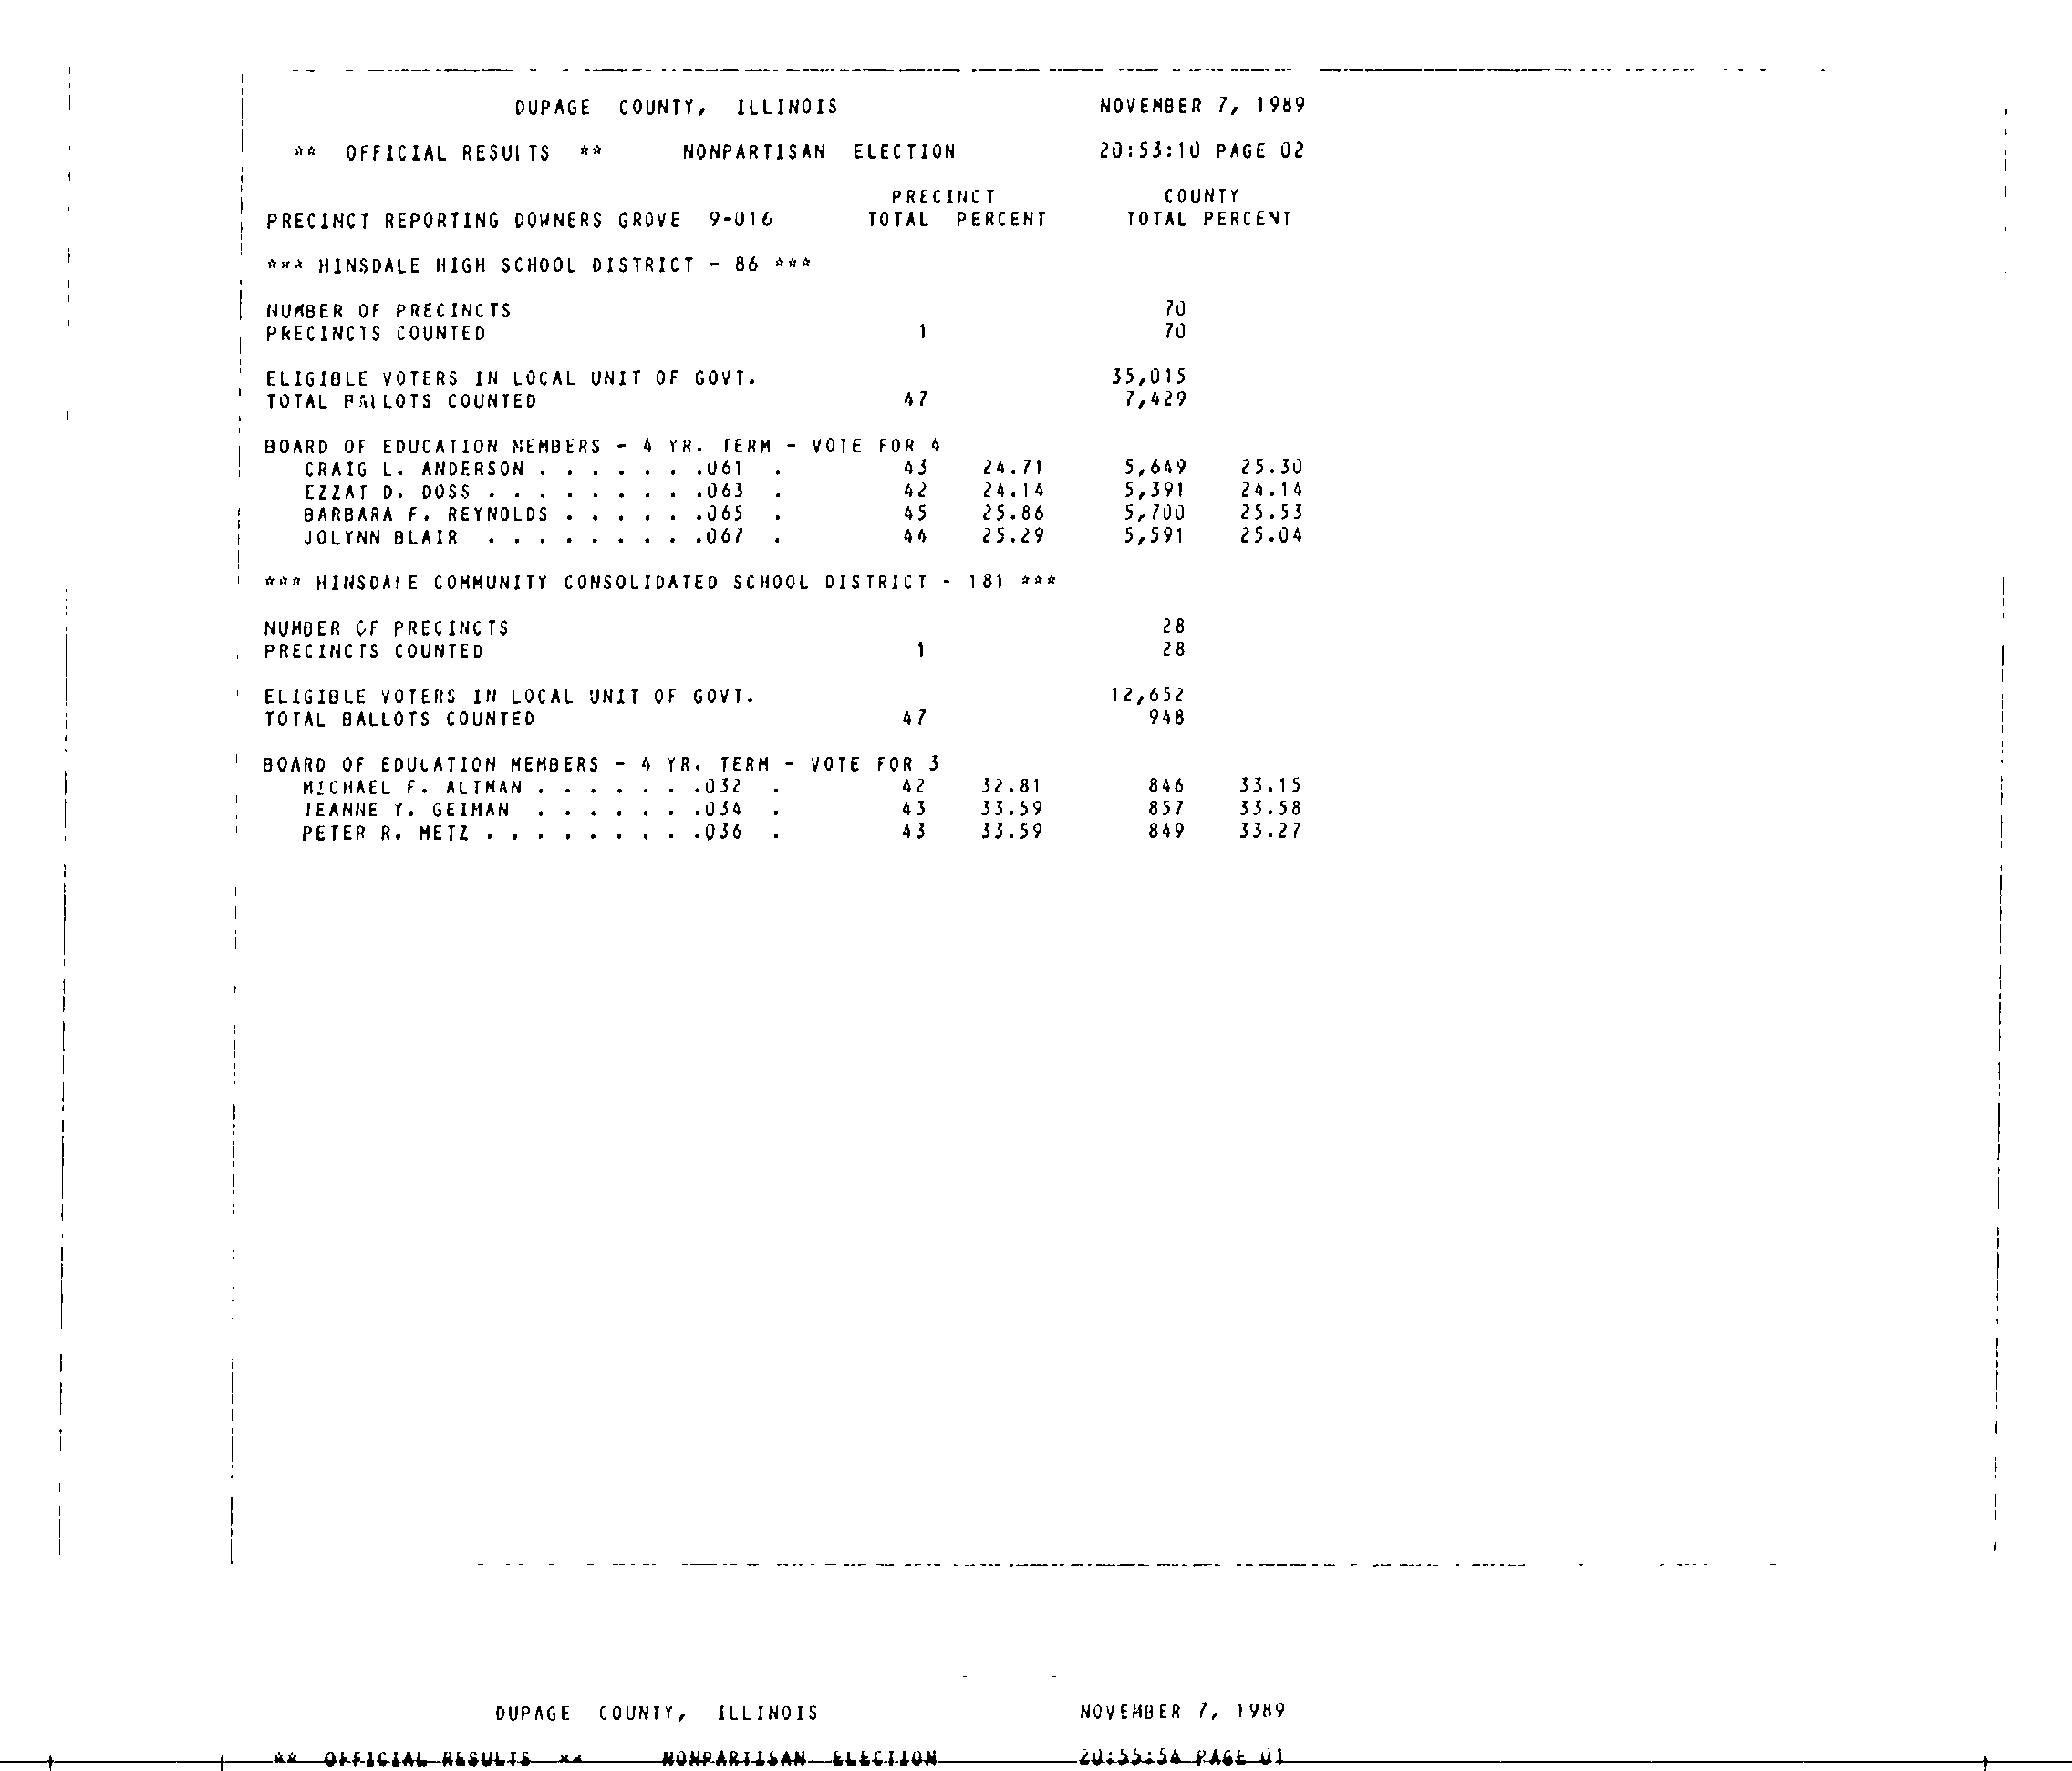 DUPAGE COUNTY, ILLINOIS NOVEMBER 7, 1989
** OFFICIAL RESULTS ** NONPARTISAN ELECTION 20:53:10 PAGE 02
PRECINCT COUNTY
PRECINCT REPORTING DOWNERS GROVE 9-016 TOTAL PERCENT TOTAL PERCENT
*** HINSDALE HIGH SCHOOL DISTRICT - 86 ***
NUMBER OF PRECINCTS 70
PRECINCTS COUNTED 1 70
ELIGIBLE VOTERS IN LOCAL UNIT OF GOVT. 35,015
TOTAL BALLOTS COUNTED 47 7,429
BOARD OF EDUCATION MEMBERS - 4 YR. TERM - VOTE FOR 4
CRAIG L. ANDERSON . . . . . . .061 . 43 24.71 5,649 25.30
EZZAT D. DOSS . . . . . . . . .063 . 42 24.14 5,391 24.14
BARBARA F. REYNOLDS . . . . . .065 . 45 25.86 5,700 25.53
JOLYNN BLAIR . . . . . . . . .067 . 44 25.29 5,591 25.04
*** HINSDALE COMMUNITY CONSOLIDATED SCHOOL DISTRICT - 181 ***
NUMBER OF PRECINCTS 28
PRECINCTS COUNTED 1 28
ELIGIBLE VOTERS IN LOCAL UNIT OF GOVT. 12,652
TOTAL BALLOTS COUNTED 47 948
BOARD OF EDUCATION MEMBERS - 4 YR. TERM - VOTE FOR 3
MICHAEL F. ALTMAN . . . . . . .032 . 42 32.81 846 33.15
JEANNE Y. GEIMAN . . . . . . .034 . 43 33.59 857 33.58
PETER R. METZ . . . . . . . . .036 . 43 33.59 849 33.27
DUPAGE COUNTY, ILLINOIS NOVEMBER 7, 1989
** OFFICIAL RESULTS ** NONPARTISAN ELECTION 20:55:54 PAGE 01